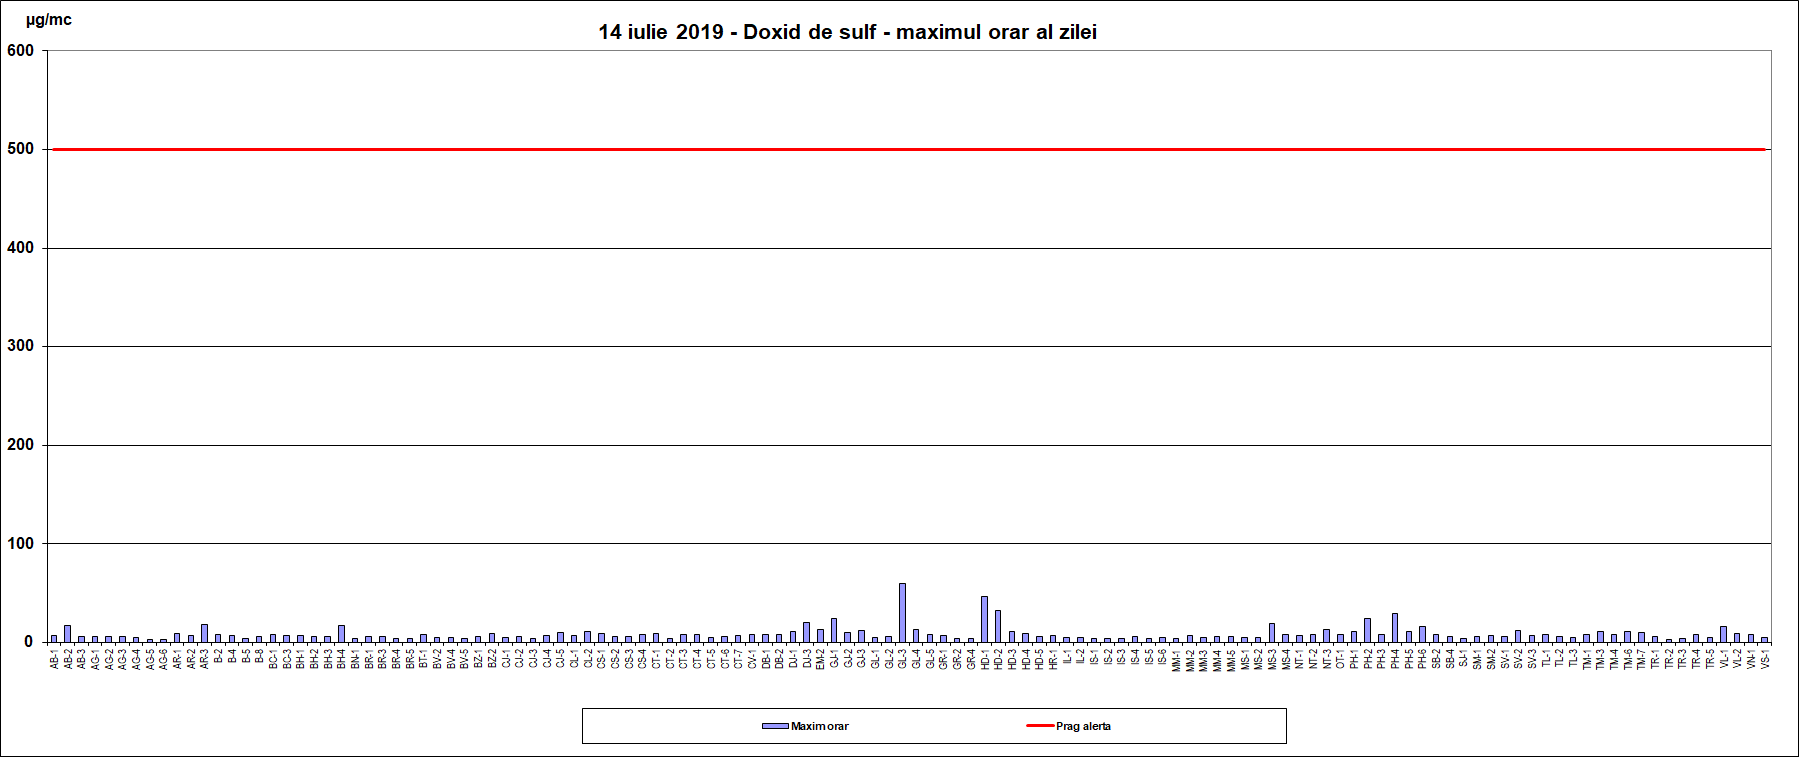 µg/mc
14 iulie 2019 - Doxid de sulf - maximul orar al zilei
600
500
400
300
200
100
0
AB-1 AB-2 AB-3 AG-1 AG-2 AG-3 AG-4 AG-5 AG-6 AR-1 AR-2 AR-3 B-2 B-4 B-5 B-8 BC-1 BC-3 BH-1 BH-2 BH-3 BH-4 BN-1 BR-1 BR-3 BR-4 BR-5 BT-1 BV-2 BV-4 BV-5 BZ-1 BZ-2 CJ-1 CJ-2 CJ-3 CJ-4 CJ-5 CL-1 CL-2 CS-1 CS-2 CS-3 CS-4 CT-1 CT-2 CT-3 CT-4 CT-5 CT-6 CT-7 CV-1 DB-1 DB-2 DJ-1 DJ-3 EM-2 GJ-1 GJ-2 GJ-3 GL-1 GL-2 GL-3 GL-4 GL-5 GR-1 GR-2 GR-4 HD-1 HD-2 HD-3 HD-4 HD-5 HR-1 IL-1 IL-2 IS-1 IS-2 IS-3 IS-4 IS-5 IS-6 MM-1 MM-2 MM-3 MM-4 MM-5 MS-1 MS-2 MS-3 MS-4 NT-1 NT-2 NT-3 OT-1 PH-1 PH-2 PH-3 PH-4 PH-5 PH-6 SB-2 SB-4 SJ-1 SM-1 SM-2 SV-1 SV-2 SV-3 TL-1 TL-2 TL-3 TM-1 TM-3 TM-4 TM-6 TM-7 TR-1 TR-2 TR-3 TR-4 TR-5 VL-1 VL-2 VN-1 VS-1
Maxim orar
Prag alerta